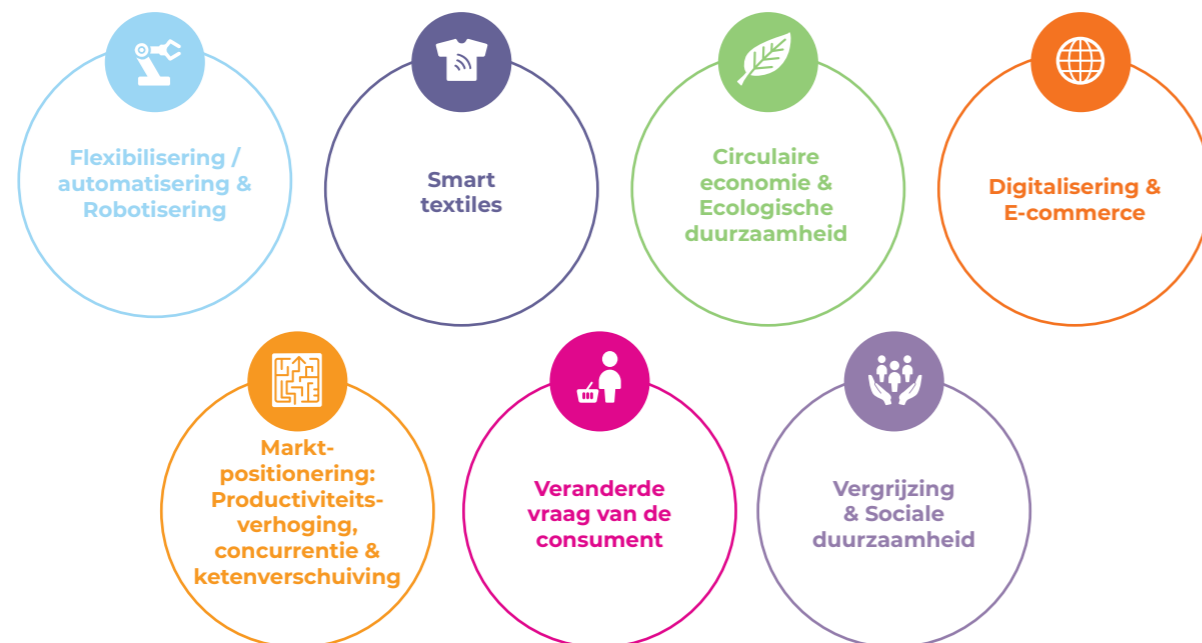 Flexibilisering /
automatisering &
Robotisering
Smart
textiles
Circulaire
economie &
Ecologische
duurzaamheid
Digitalisering &
E-commerce
Markt-
positionering:
Productiviteits-
verhoging,
concurrentie &
ketenverschuiving
Veranderde
vraag van de
consument
Vergrijzing
& Sociale
duurzaamheid